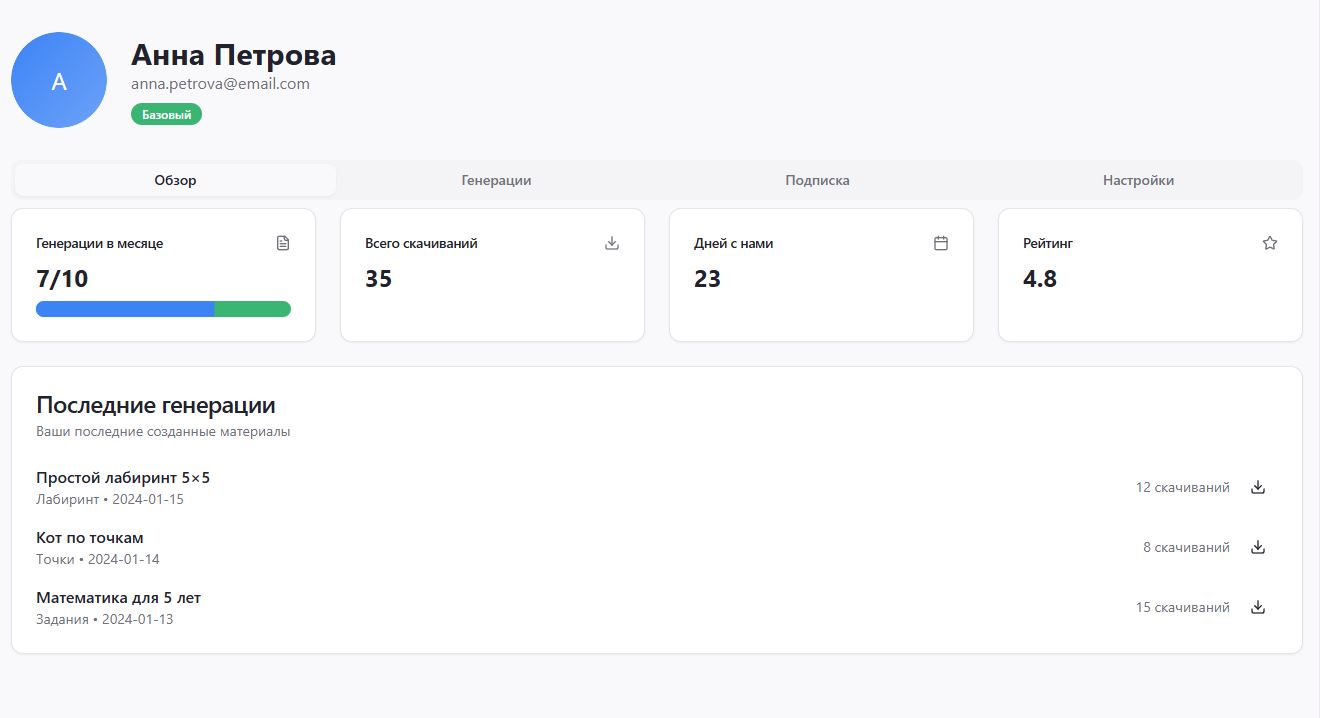 А
Анна Петрова
anna.petrova@email.com
Базовый
Обзор
Генерации
Подписка
Настройки
Генерации в месяце
7/10
Всего скачиваний
35
Дней с нами
23
Рейтинг
4.8
Последние генерации
Ваши последние созданные материалы
Простой лабиринт 5×5
Лабиринт • 2024-01-15
12 скачиваний
Кот по точкам
Точки • 2024-01-14
8 скачиваний
Математика для 5 лет
Задания • 2024-01-13
15 скачиваний